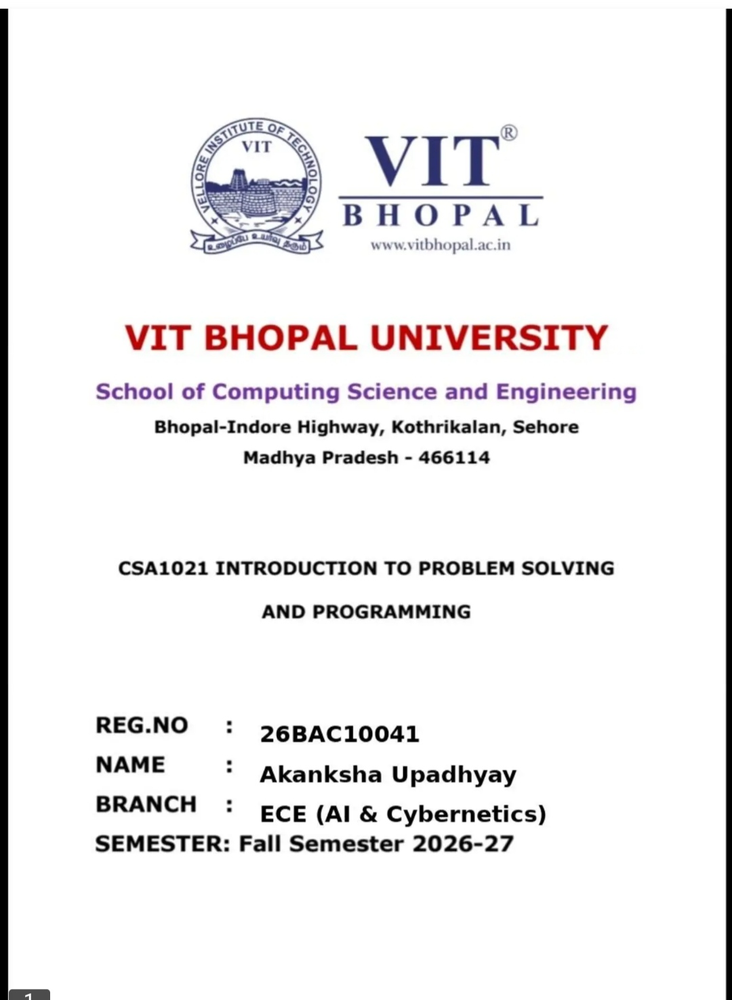 VELLORE INSTITUTE OF TECHNOLOGY
VIT
உழைப்பே உயர்வு தரும்
VIT®
BHOPAL
www.vitbhopal.ac.in
VIT BHOPAL UNIVERSITY
School of Computing Science and Engineering
Bhopal-Indore Highway, Kothrikalan, Sehore
Madhya Pradesh - 466114
CSA1021 INTRODUCTION TO PROBLEM SOLVING
AND PROGRAMMING
REG.NO : 26BAC10041
NAME : Akanksha Upadhyay
BRANCH : ECE (AI & Cybernetics)
SEMESTER: Fall Semester 2026-27
1